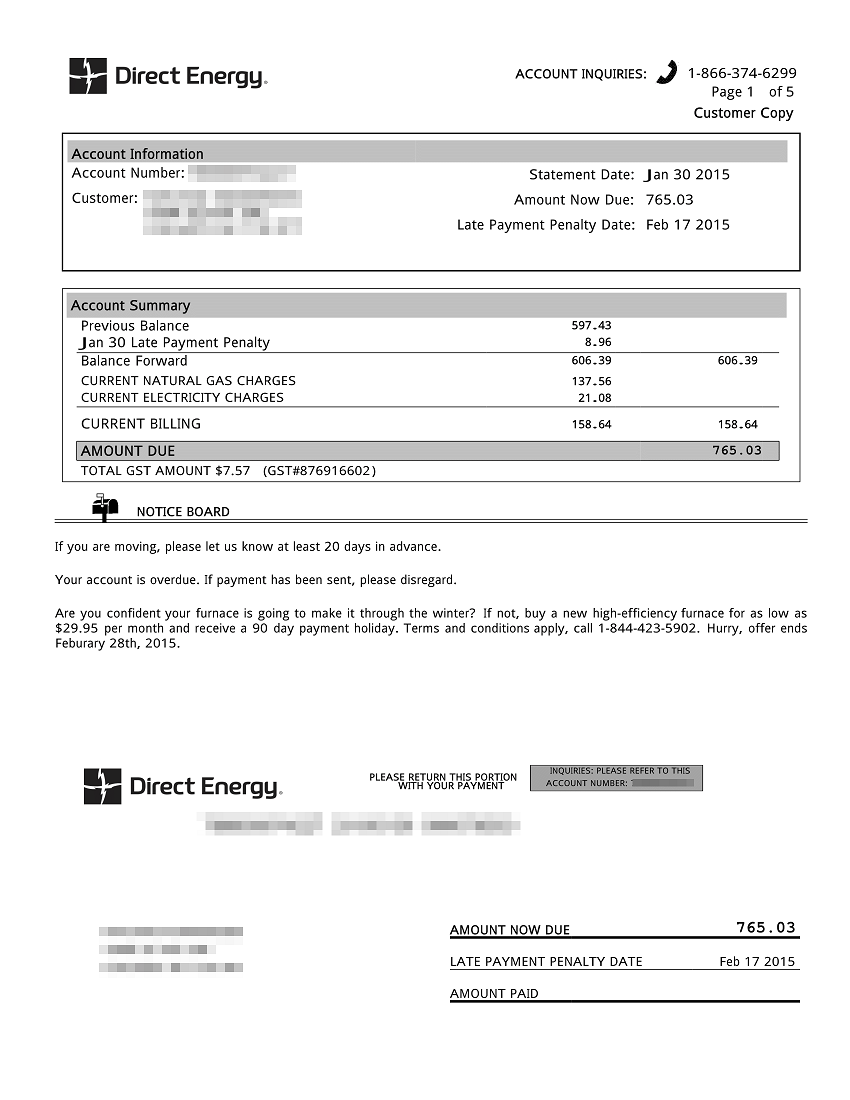 Direct Energy®
ACCOUNT INQUIRIES: 1-866-374-6299
Page 1 of 5
Customer Copy
Account Information
Account Number:
Customer:
Statement Date: Jan 30 2015
Amount Now Due: 765.03
Late Payment Penalty Date: Feb 17 2015
Account Summary
Previous Balance 597.43
Jan 30 Late Payment Penalty 8.96
Balance Forward 606.39 606.39
CURRENT NATURAL GAS CHARGES 137.56
CURRENT ELECTRICITY CHARGES 21.08
CURRENT BILLING 158.64 158.64
AMOUNT DUE 765.03
TOTAL GST AMOUNT $7.57 (GST#876916602)
NOTICE BOARD
If you are moving, please let us know at least 20 days in advance.
Your account is overdue. If payment has been sent, please disregard.
Are you confident your furnace is going to make it through the winter? If not, buy a new high-efficiency furnace for as low as
$29.95 per month and receive a 90 day payment holiday. Terms and conditions apply, call 1-844-423-5902. Hurry, offer ends
Feburary 28th, 2015.
Direct Energy®
PLEASE RETURN THIS PORTION
WITH YOUR PAYMENT
INQUIRIES: PLEASE REFER TO THIS
ACCOUNT NUMBER:
AMOUNT NOW DUE 765.03
LATE PAYMENT PENALTY DATE Feb 17 2015
AMOUNT PAID